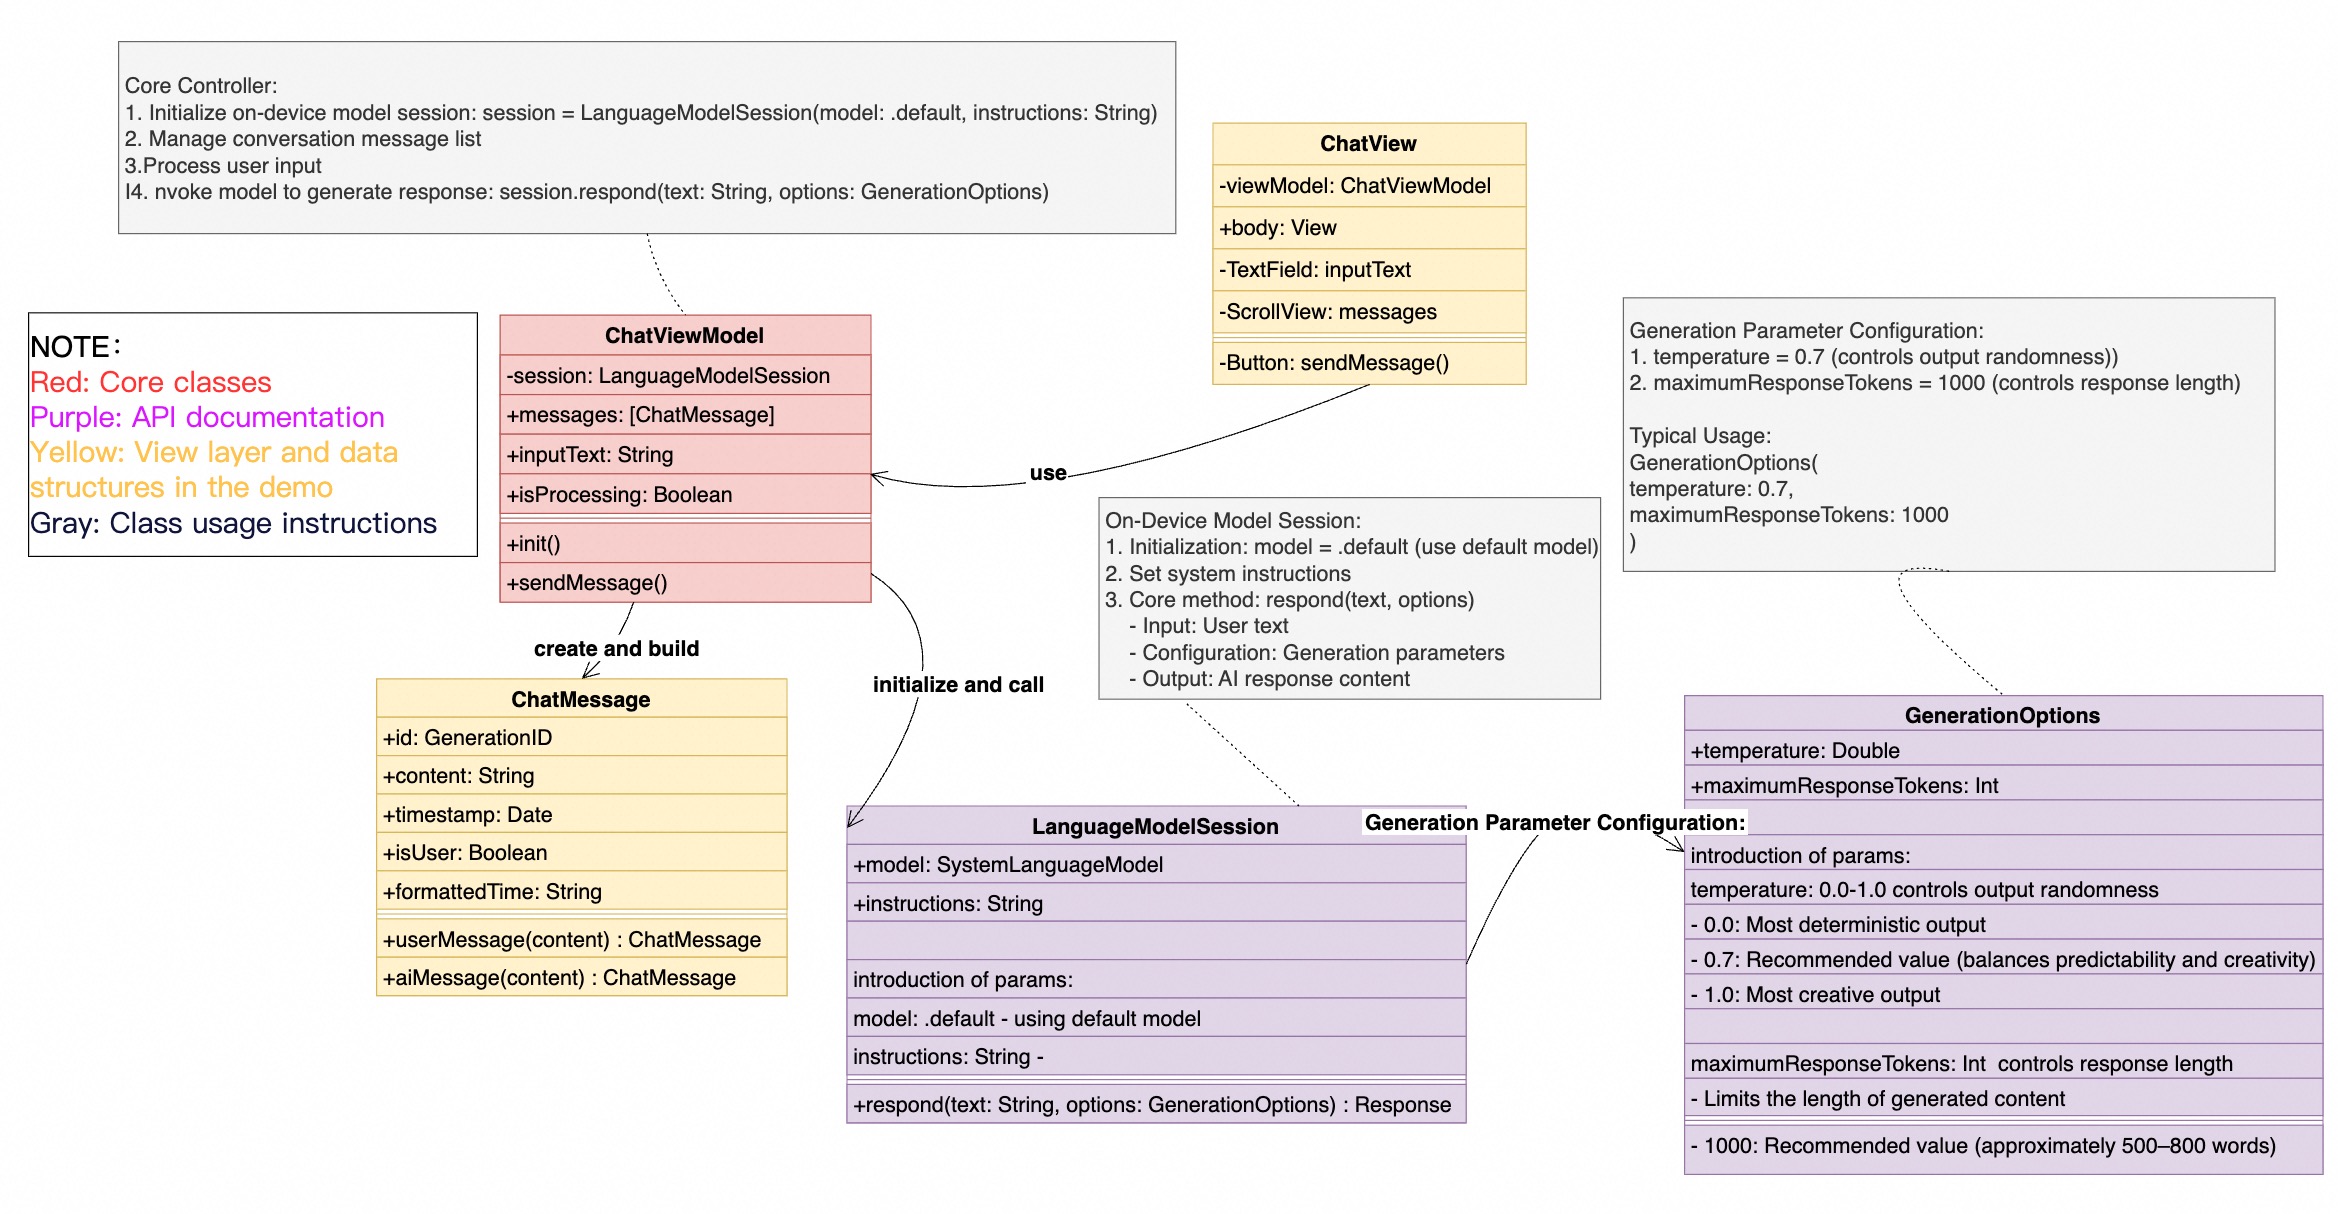 Core Controller:
1. Initialize on-device model session: session = LanguageModelSession(model: .default, instructions: String)
2. Manage conversation message list
3.Process user input
I4. nvoke model to generate response: session.respond(text: String, options: GenerationOptions)
ChatView
-viewModel: ChatViewModel
+body: View
-TextField: inputText
-ScrollView: messages
-Button: sendMessage()
NOTE：
Red: Core classes
Purple: API documentation
Yellow: View layer and data
structures in the demo
Gray: Class usage instructions
ChatViewModel
-session: LanguageModelSession
+messages: [ChatMessage]
+inputText: String
+isProcessing: Boolean
+init()
+sendMessage()
use
Generation Parameter Configuration:
1. temperature = 0.7 (controls output randomness))
2. maximumResponseTokens = 1000 (controls response length)
Typical Usage:
GenerationOptions(
temperature: 0.7,
maximumResponseTokens: 1000
)
On-Device Model Session:
1. Initialization: model = .default (use default model)
2. Set system instructions
3. Core method: respond(text, options)
- Input: User text
- Configuration: Generation parameters
- Output: AI response content
create and build
initialize and call
ChatMessage
+id: GenerationID
+content: String
+timestamp: Date
+isUser: Boolean
+formattedTime: String
+userMessage(content) : ChatMessage
+aiMessage(content) : ChatMessage
LanguageModelSession
+model: SystemLanguageModel
+instructions: String
introduction of params:
model: .default - using default model
instructions: String -
+respond(text: String, options: GenerationOptions) : Response
Generation Parameter Configuration:
GenerationOptions
+temperature: Double
+maximumResponseTokens: Int
introduction of params:
temperature: 0.0-1.0 controls output randomness
- 0.0: Most deterministic output
- 0.7: Recommended value (balances predictability and creativity)
- 1.0: Most creative output
maximumResponseTokens: Int  controls response length
- Limits the length of generated content
- 1000: Recommended value (approximately 500–800 words)